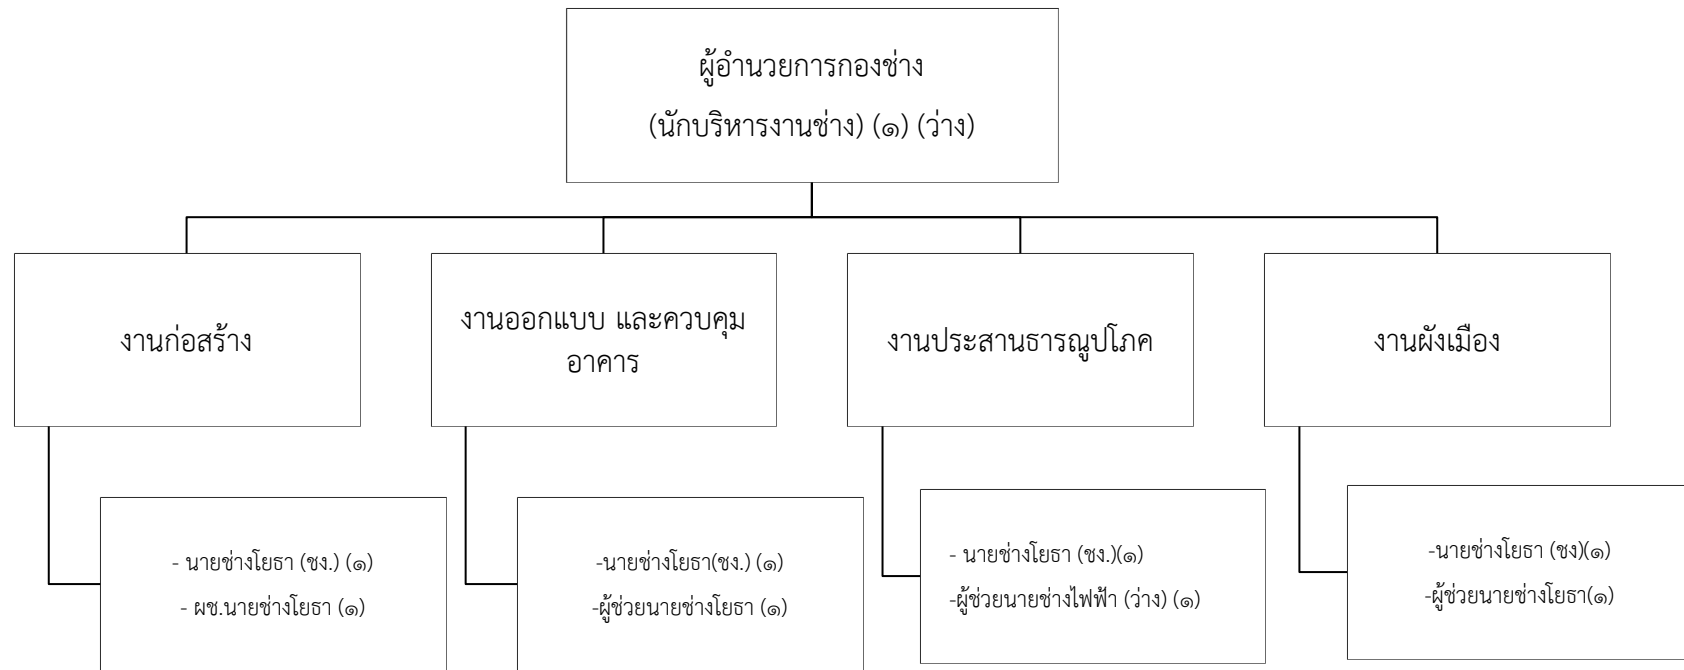 ผู้อำนวยการกองช่าง
(นักบริหารงานช่าง) (๑) (ว่าง)
งานก่อสร้าง
งานออกแบบ และควบคุม
อาคาร
งานประสานธารณูปโภค
งานผังเมือง
- นายช่างโยธา (ชง.) (๑)
- ผช.นายช่างโยธา (๑)
-นายช่างโยธา(ชง.) (๑)
-ผู้ช่วยนายช่างโยธา (๑)
- นายช่างโยธา (ชง.)(๑)
-ผู้ช่วยนายช่างไฟฟ้า (ว่าง) (๑)
-นายช่างโยธา (ชง)(๑)
-ผู้ช่วยนายช่างโยธา(๑)